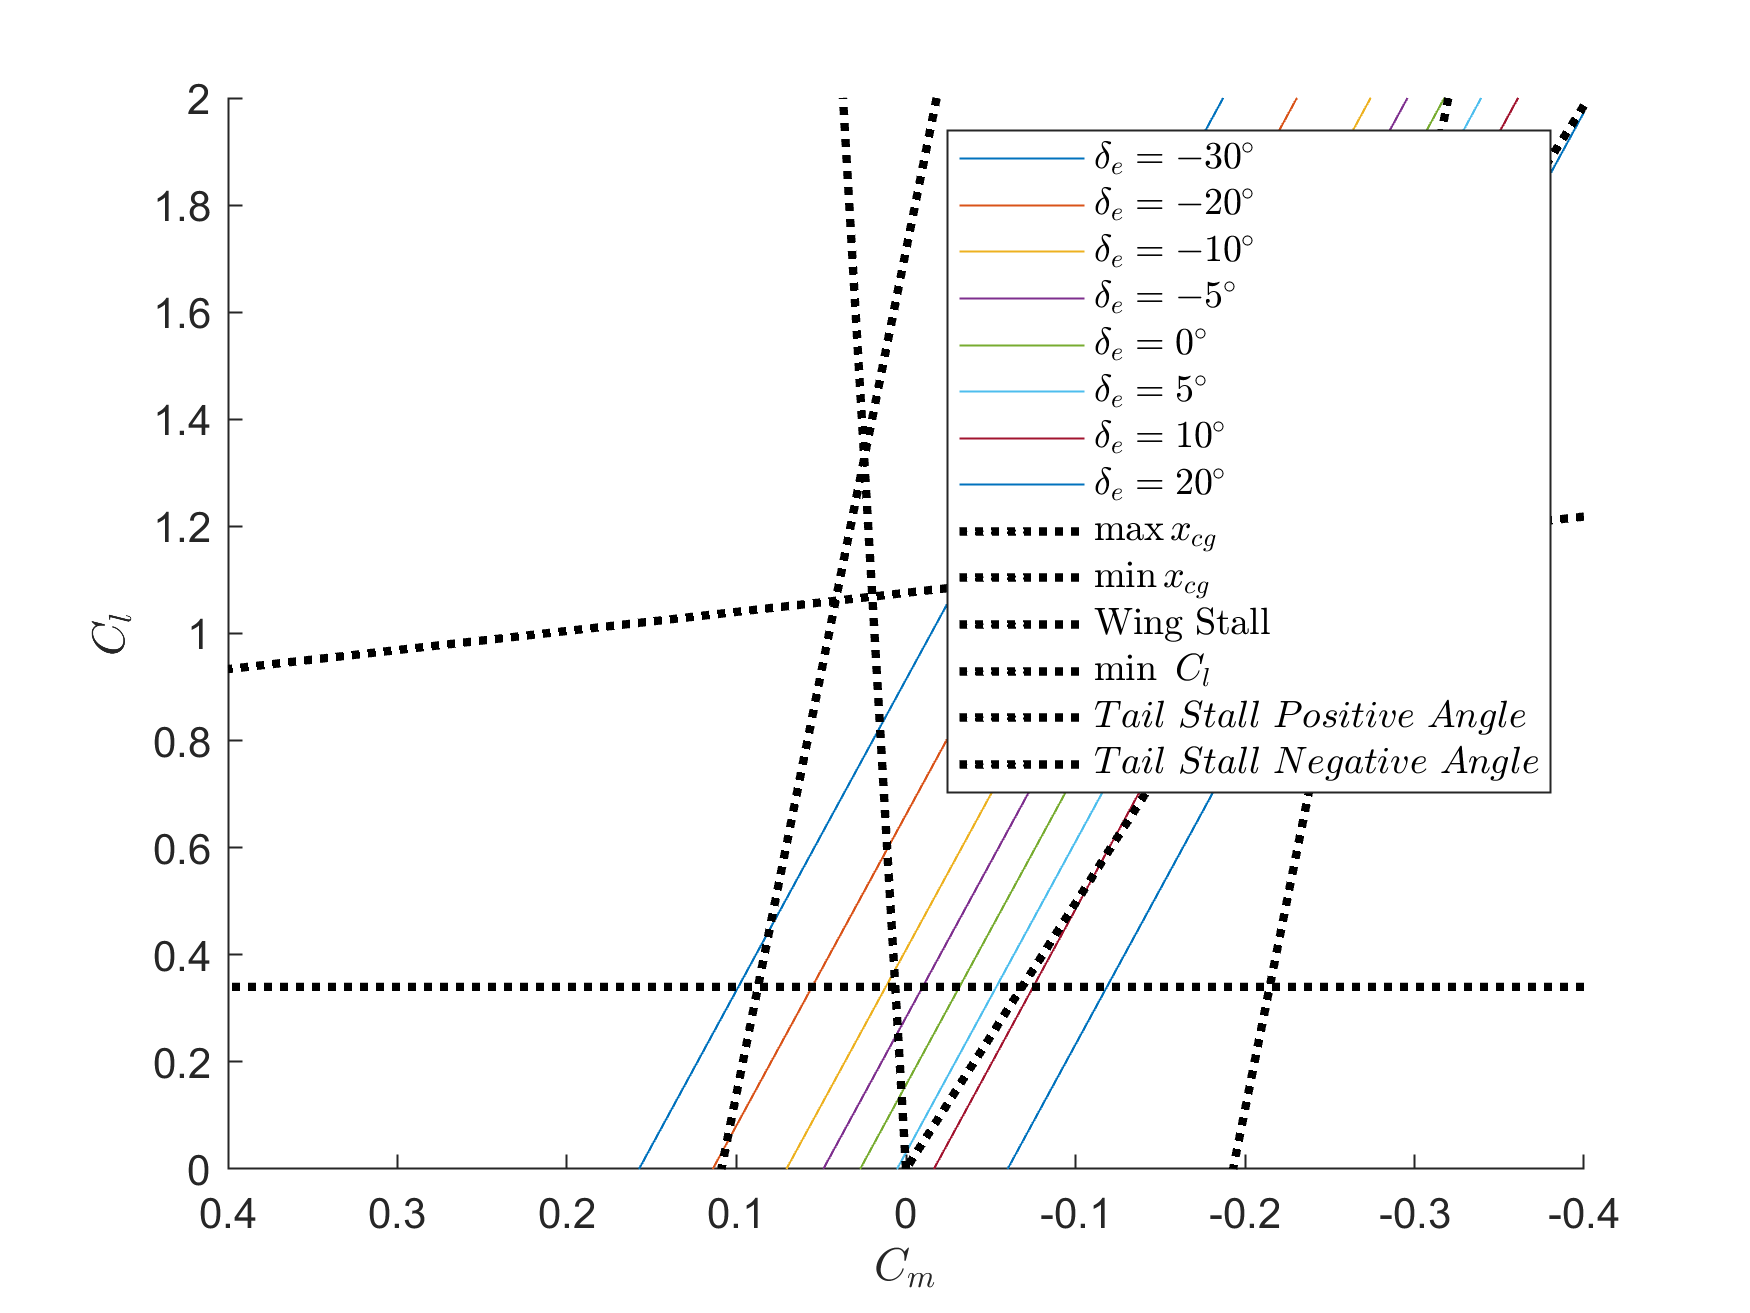 2
1.8
1.6
1.4
1.2
1
0.8
0.6
0.4
0.2
0
C_l
0.4 0.3 0.2 0.1 0 -0.1 -0.2 -0.3 -0.4
C_m
δ_e = −30°
δ_e = −20°
δ_e = −10°
δ_e = −5°
δ_e = 0°
δ_e = 5°
δ_e = 10°
δ_e = 20°
max x_cg
min x_cg
Wing Stall
min C_l
Tail Stall Positive Angle
Tail Stall Negative Angle